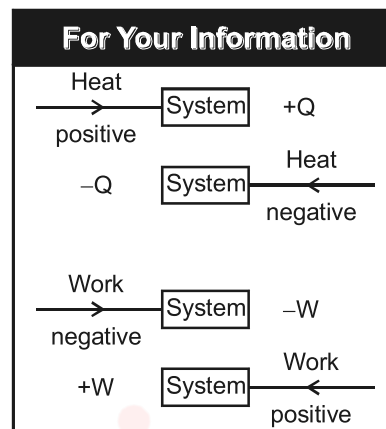 For Your Information
Heat
System +Q
positive
Heat
–Q System
negative
Work
System –W
negative
Work
+W System
positive